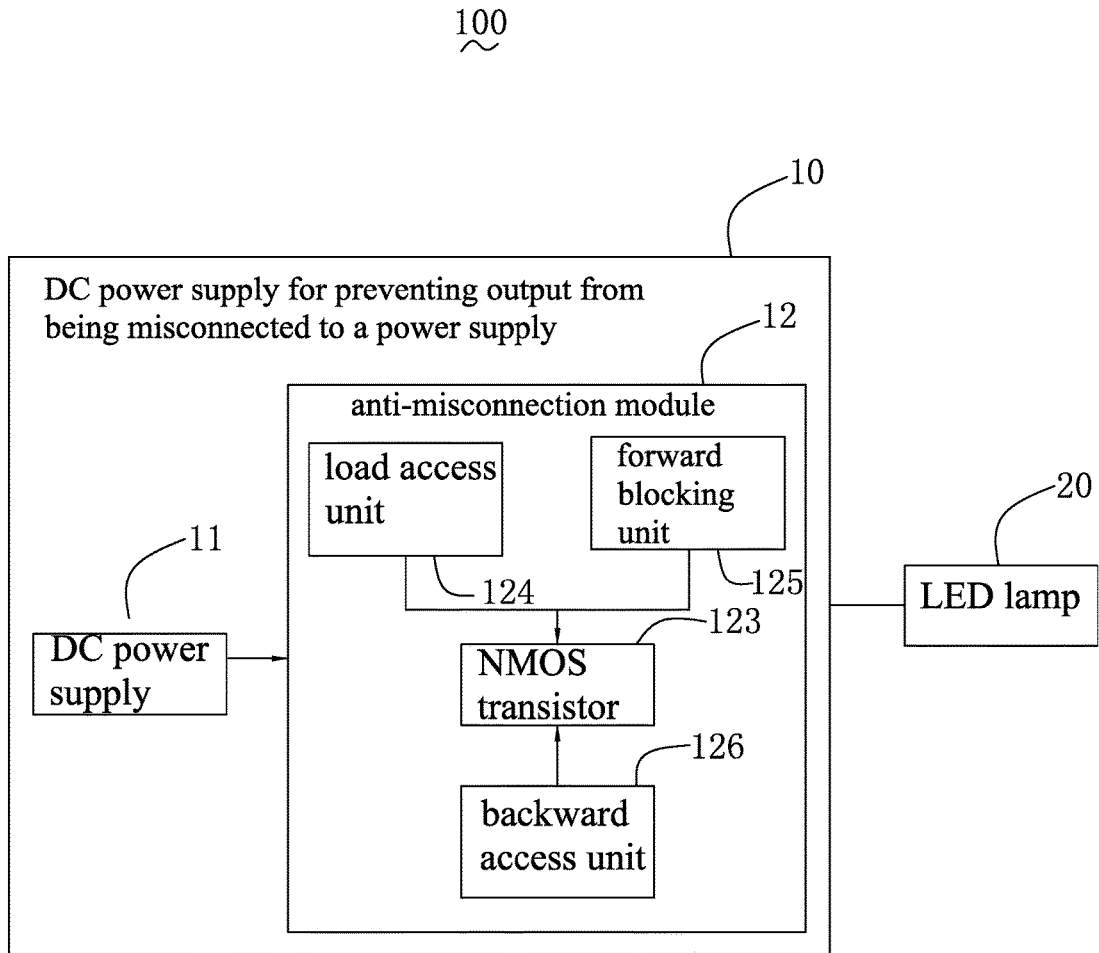 100
10
DC power supply for preventing output from
being misconnected to a power supply
12
anti-misconnection module
load access
unit
forward
blocking
unit
20
11
124
125
LED lamp
123
DC power
supply
NMOS
transistor
126
backward
access unit